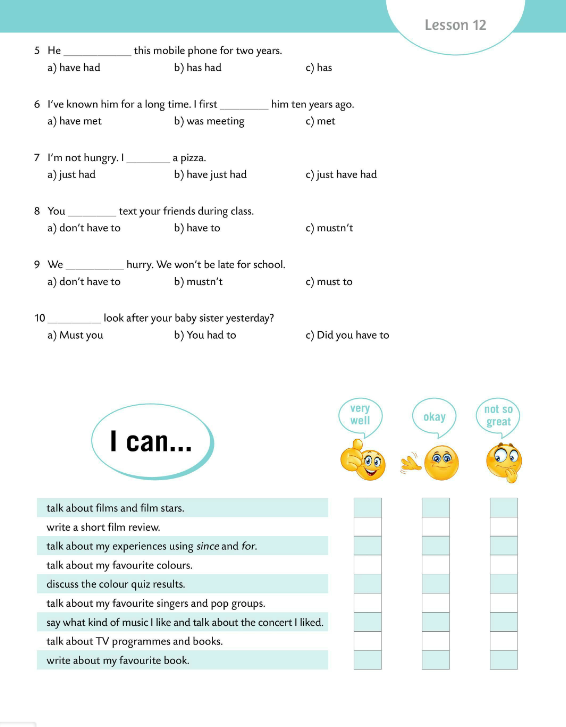 Lesson 12
5 He ____________ this mobile phone for two years.
a) have had b) has had c) has
6 I've known him for a long time. I first _________ him ten years ago.
a) have met b) was meeting c) met
7 I'm not hungry. I ________ a pizza.
a) just had b) have just had c) just have had
8 You _________ text your friends during class.
a) don't have to b) have to c) mustn't
9 We ___________ hurry. We won't be late for school.
a) don't have to b) mustn't c) must to
10 __________ look after your baby sister yesterday?
a) Must you b) You had to c) Did you have to
I can...
very well
okay
not so great
talk about films and film stars.
write a short film review.
talk about my experiences using since and for.
talk about my favourite colours.
discuss the colour quiz results.
talk about my favourite singers and pop groups.
say what kind of music I like and talk about the concert I liked.
talk about TV programmes and books.
write about my favourite book.